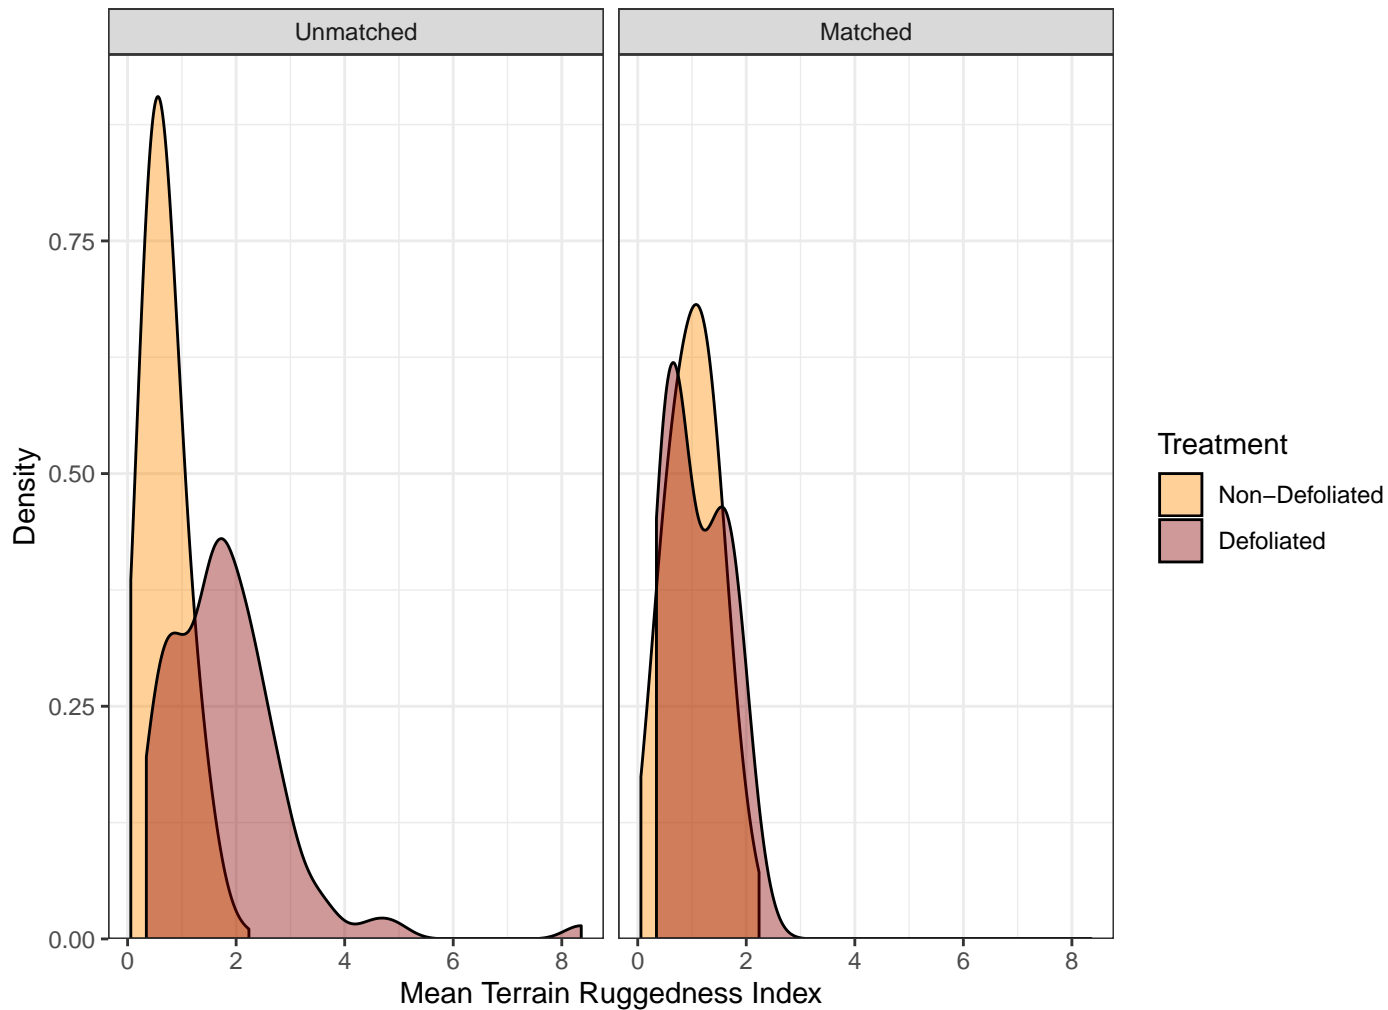 Unmatched
Matched
Density
0.75
0.50
0.25
0.00
0 2 4 6 8
0 2 4 6 8
Mean Terrain Ruggedness Index
Treatment
Non−Defoliated
Defoliated